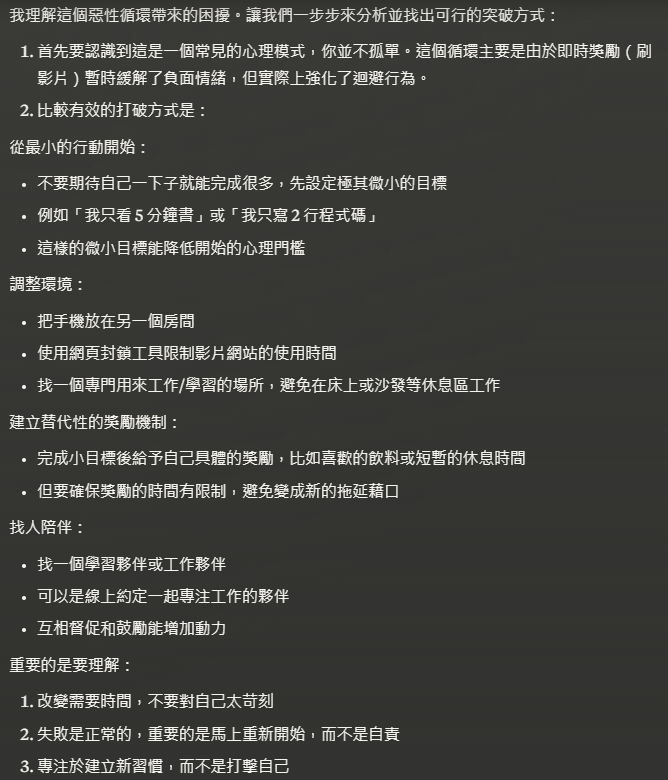 我理解這個惡性循環帶來的困擾。讓我們一步步來分析並找出可行的突破方式：
1. 首先要認識到這是一個常見的心理模式，你並不孤單。這個循環主要是由於即時獎勵（刷
影片）暫時緩解了負面情緒，但實際上強化了迴避行為。
2. 比較有效的打破方式是：
從最小的行動開始：
• 不要期待自己一下子就能完成很多，先設定極其微小的目標
• 例如「我只看 5 分鐘書」或「我只寫 2 行程式碼」
• 這樣的微小目標能降低開始的心理門檻
調整環境：
• 把手機放在另一個房間
• 使用網頁封鎖工具限制影片網站的使用時間
• 找一個專門用來工作/學習的場所，避免在床上或沙發等休息區工作
建立替代性的獎勵機制：
• 完成小目標後給予自己具體的獎勵，比如喜歡的飲料或短暫的休息時間
• 但要確保獎勵的時間有限制，避免變成新的拖延藉口
找人陪伴：
• 找一個學習夥伴或工作夥伴
• 可以是線上約定一起專注工作的夥伴
• 互相督促和鼓勵能增加動力
重要的是要理解：
1. 改變需要時間，不要對自己太苛刻
2. 失敗是正常的，重要的是馬上重新開始，而不是自責
3. 專注於建立新習慣，而不是打擊自己